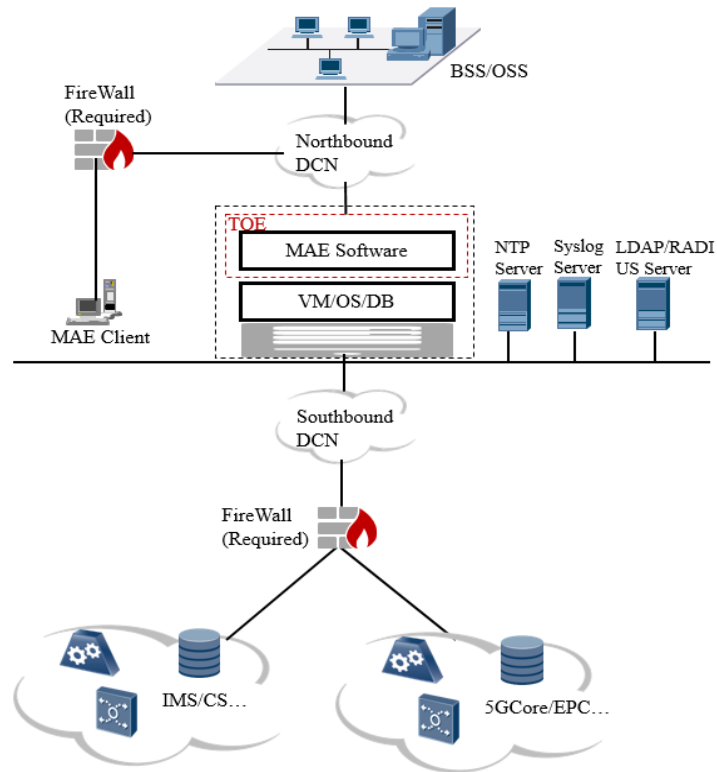 BSS/OSS
FireWall
(Required)
Northbound
DCN
TOE
MAE Software
NTP
Server
Syslog
Server
LDAP/RADI
US Server
VM/OS/DB
MAE Client
Southbound
DCN
FireWall
(Required)
IMS/CS…
5GCore/EPC…